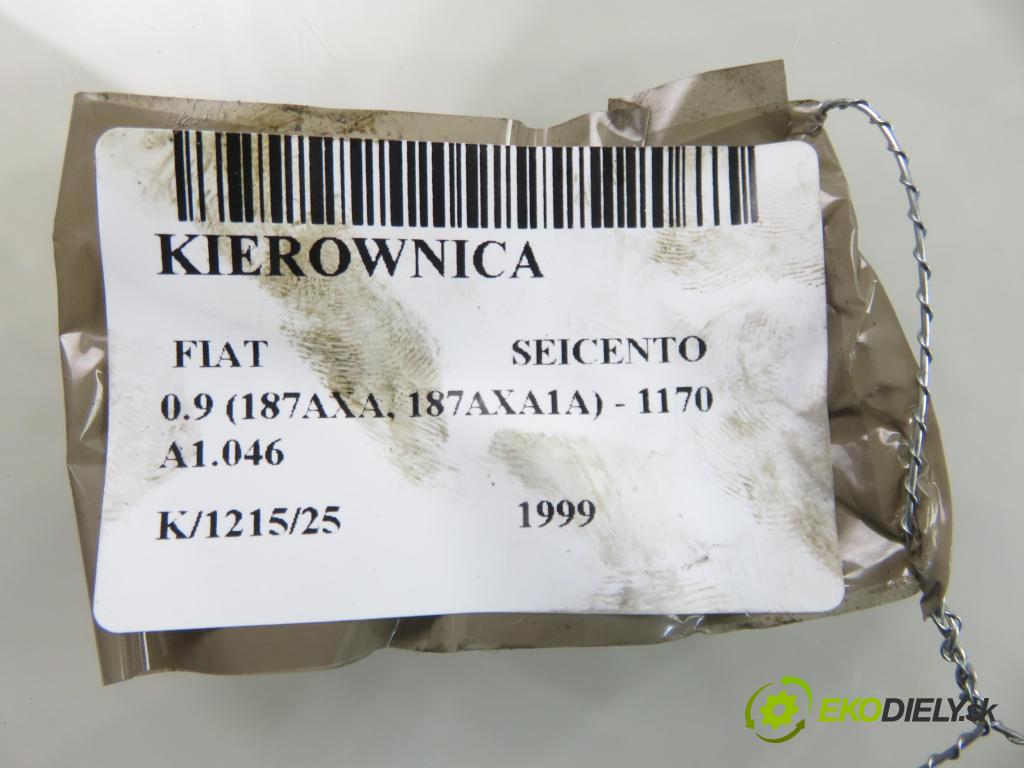 KIEROWNICA
FIAT SEICENTO
0.9 (187AXA, 187AXA1A) - 1170
A1.046
K/1215/25 1999
EKODIELY.sk